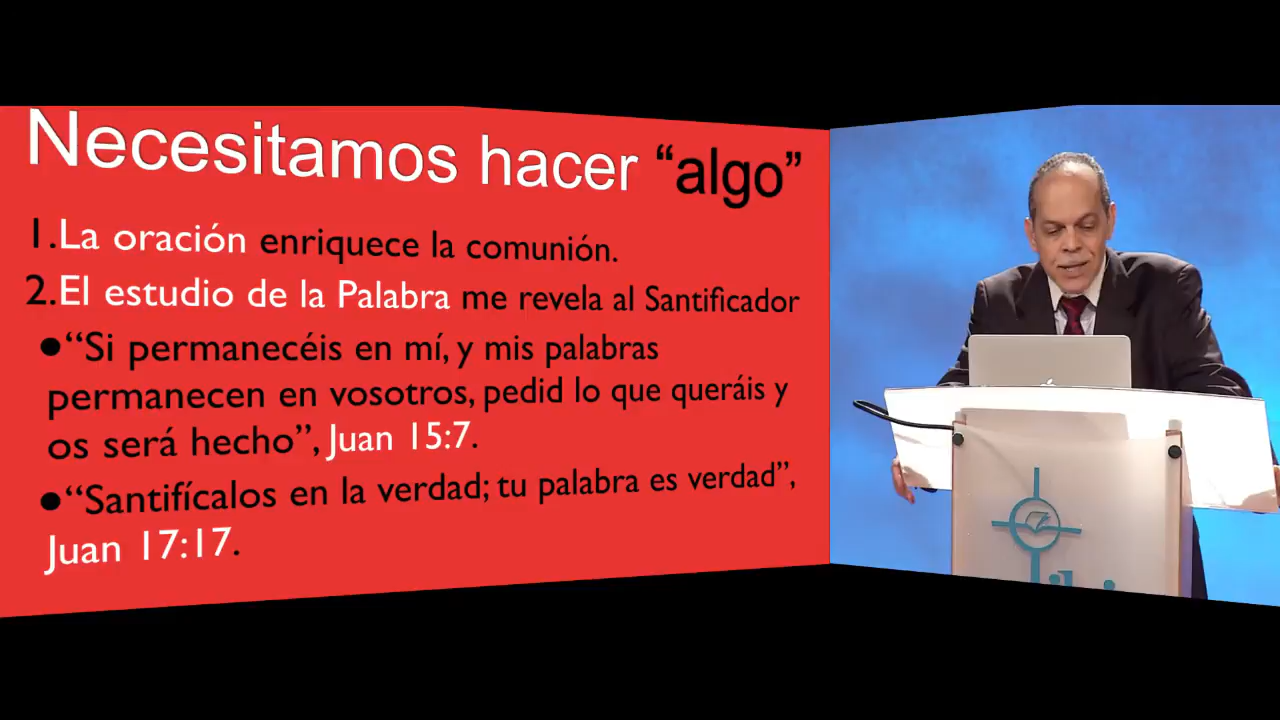 Necesitamos hacer “algo”
1.La oración enriquece la comunión.
2.El estudio de la Palabra me revela al Santificador
●“Si permanecéis en mí, y mis palabras
permanecen en vosotros, pedid lo que queráis y
os será hecho”, Juan 15:7.
●“Santifícalos en la verdad; tu palabra es verdad”,
Juan 17:17.